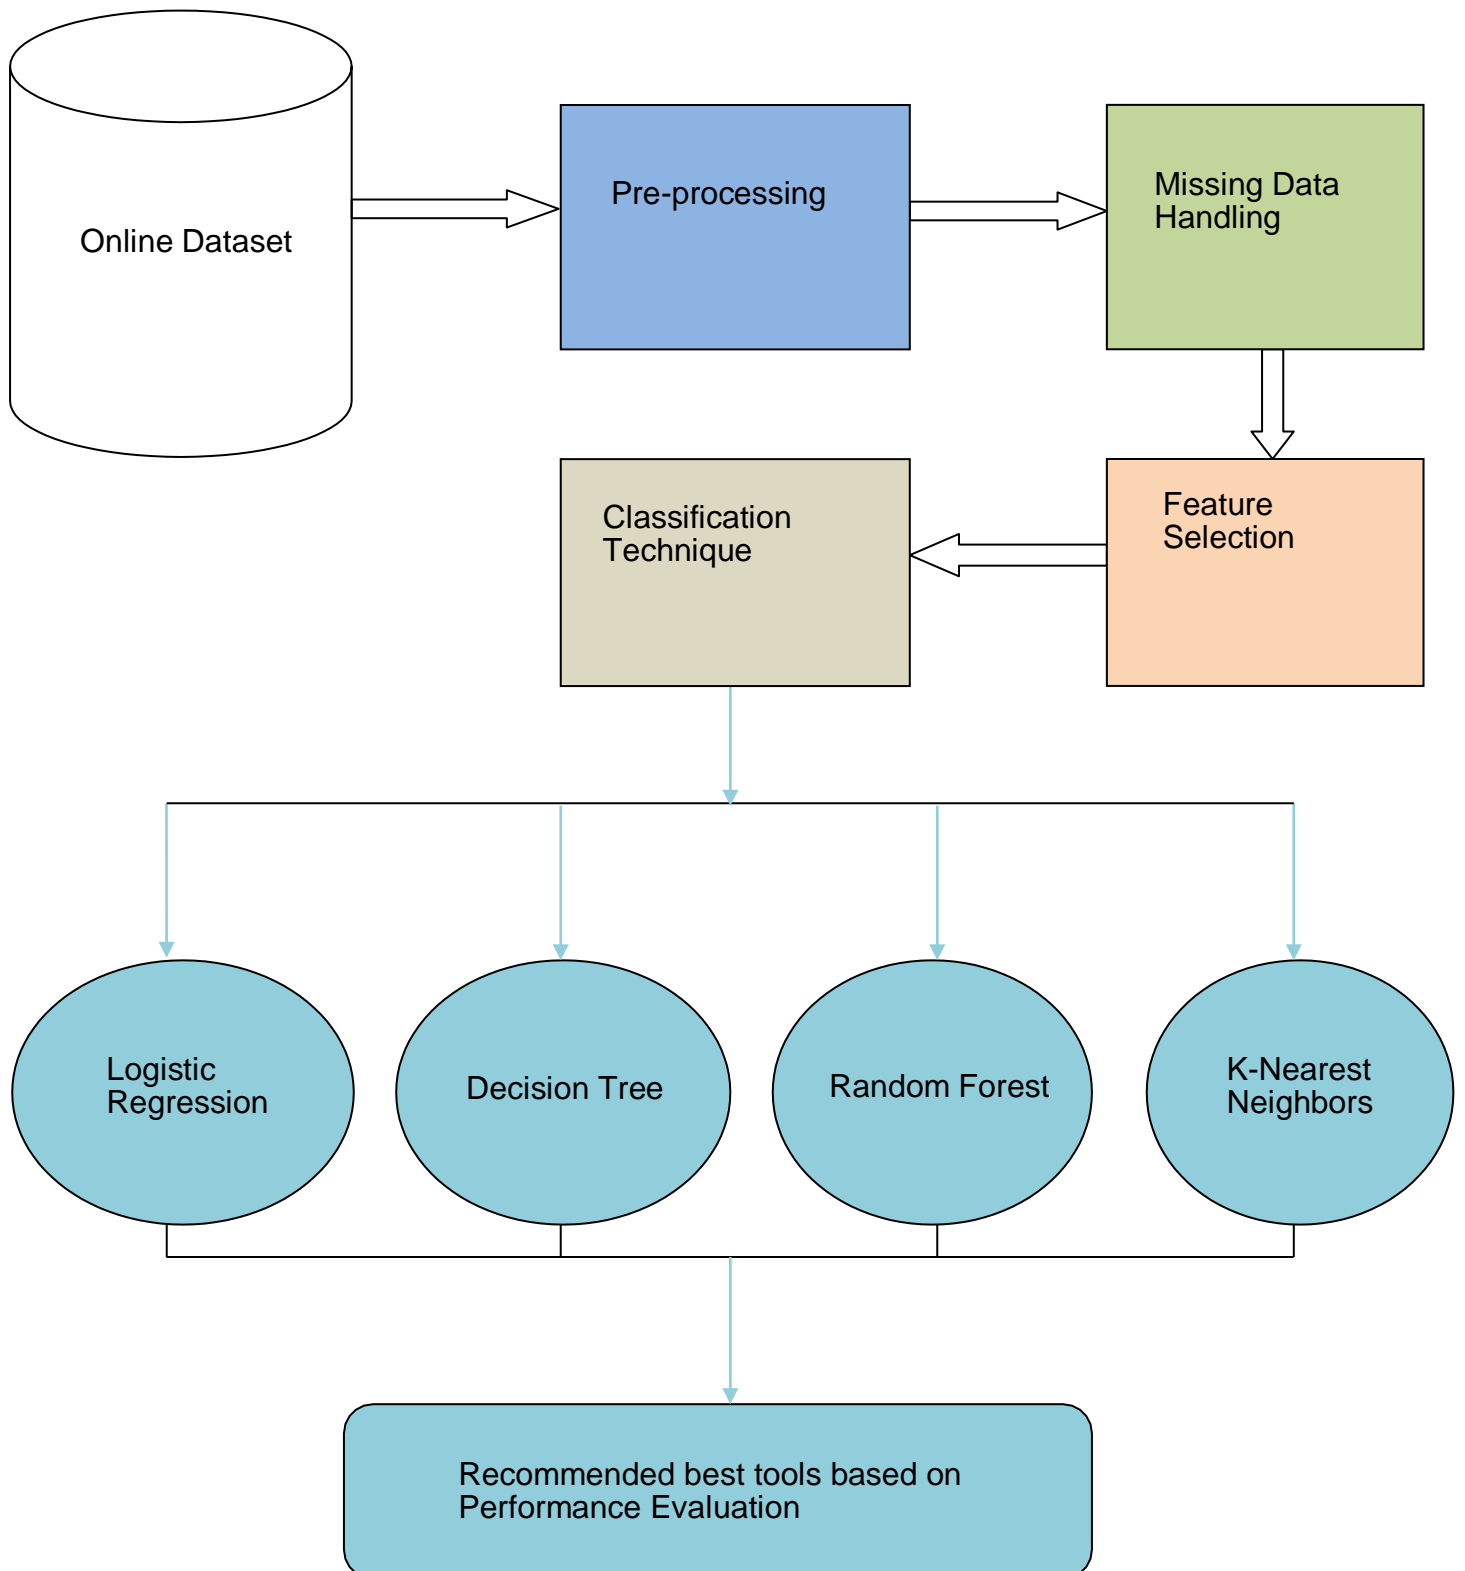 Online Dataset
Pre-processing
Missing Data
Handling
Classification
Technique
Feature
Selection
Logistic
Regression
Decision Tree
Random Forest
K-Nearest
Neighbors
Recommended best tools based on
Performance Evaluation